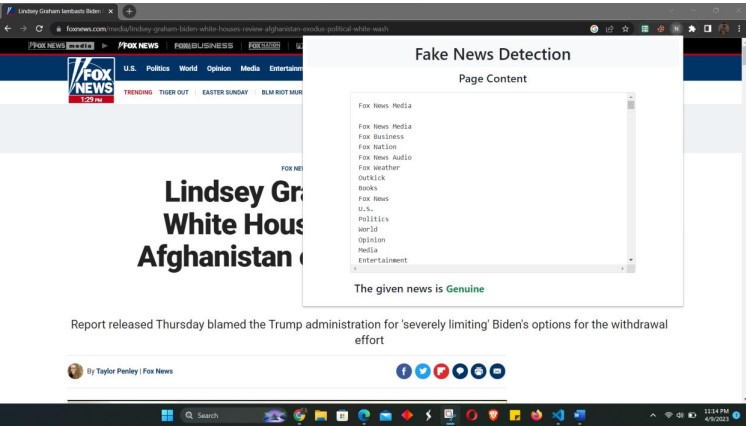 Lindsey Graham lambasts Biden
foxnews.com/media/lindsey-graham-biden-white-houses-review-afghanistan-exodus-political-white-wash
FOX NEWS media FOX NEWS FOX BUSINESS FOX NATION
FOX NEWS
1:29 PM
U.S. Politics World Opinion Media Entertainm
TRENDING TIGER OUT EASTER SUNDAY BLM RIOT MUR
Fake News Detection
Page Content
Fox News Media
Fox News Media
Fox Business
Fox Nation
Fox News Audio
Fox Weather
Outkick
Books
Fox News
U.S.
Politics
World
Opinion
Media
Entertainment
The given news is Genuine
FOX NE
Lindsey Gra
White Hous
Afghanistan
Report released Thursday blamed the Trump administration for 'severely limiting' Biden's options for the withdrawal
effort
By Taylor Penley | Fox News
Search
11:14 PM
4/9/2023